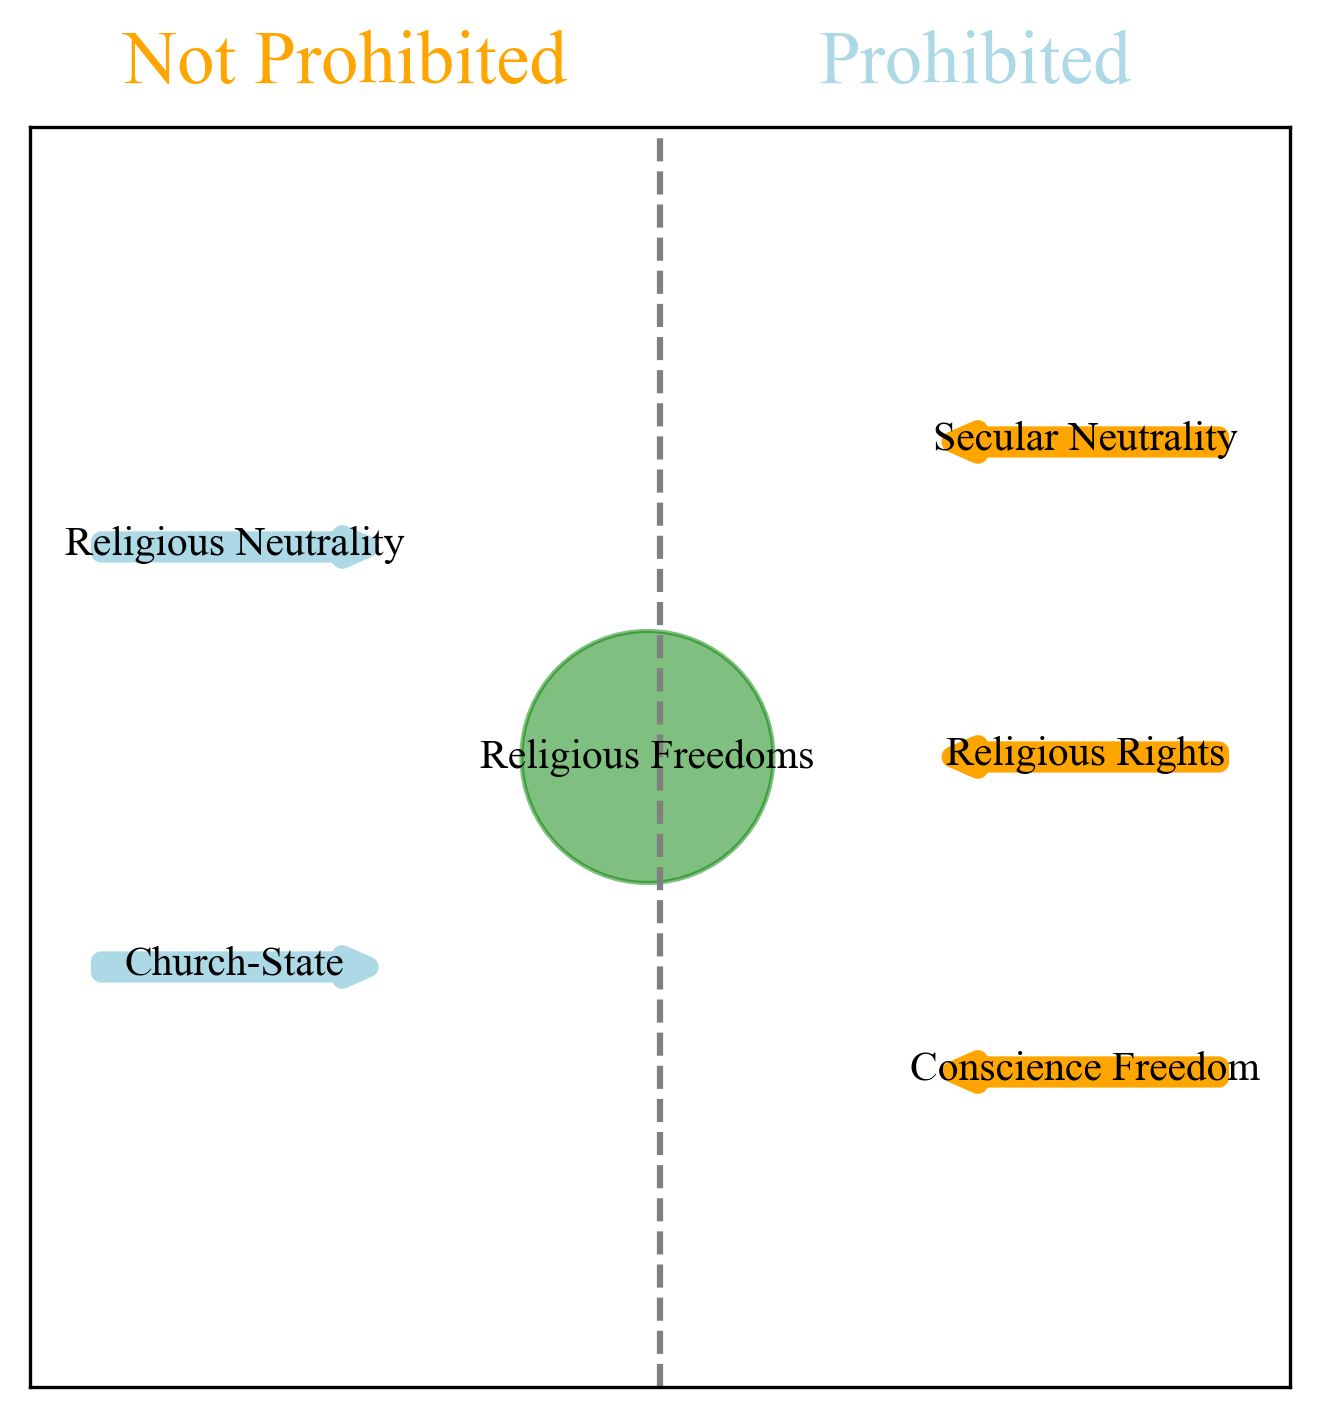 Not Prohibited
Prohibited
Secular Neutrality
Religious Neutrality
Religious Freedoms
Religious Rights
Church-State
Conscience Freedom